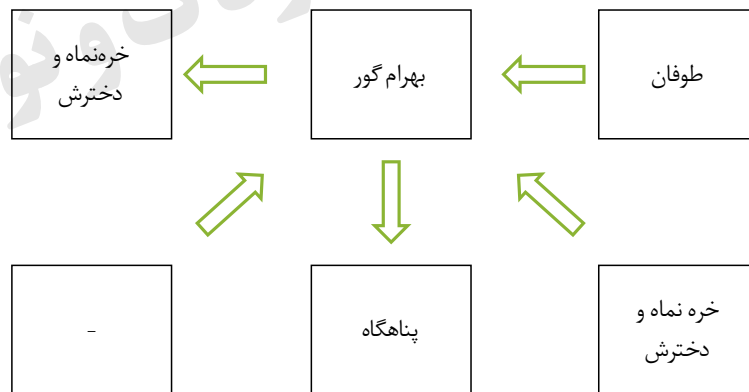 طوفان
بهرام گور
خره‌نماه و
دخترش
خره نماه و
دخترش
پناهگاه
-